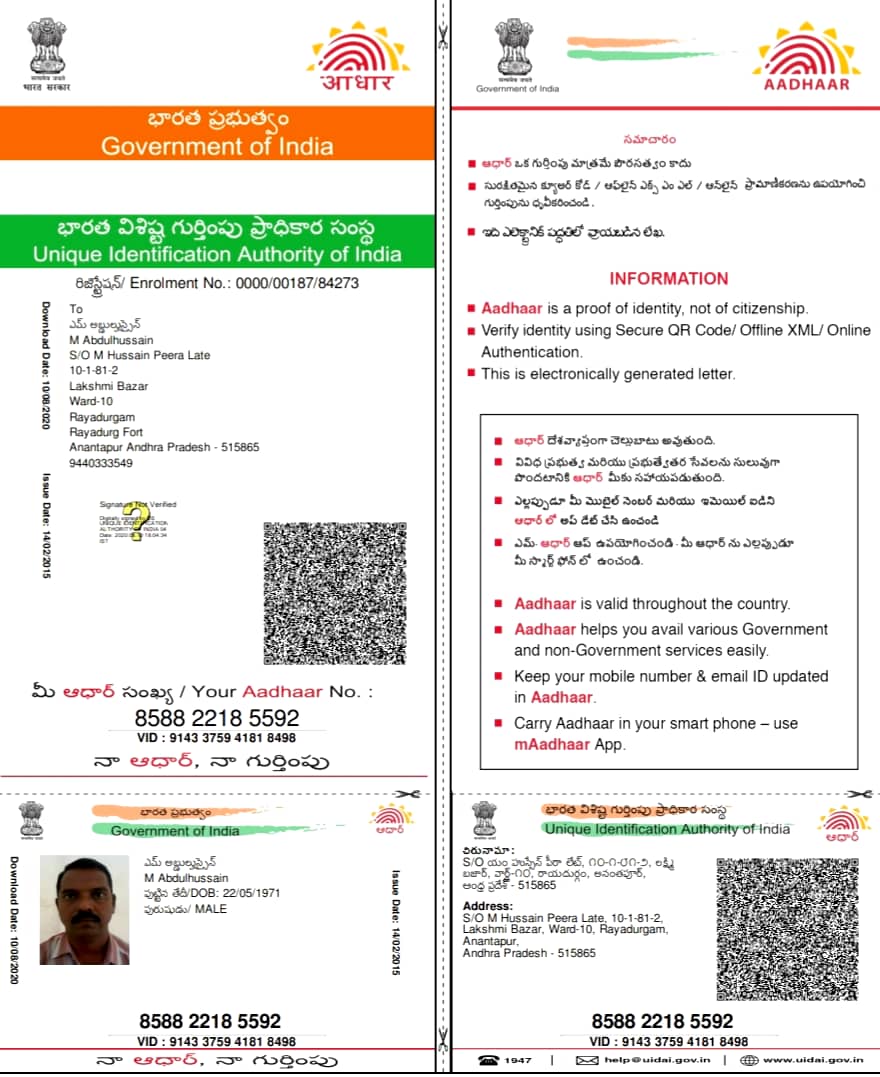 सत्यमेव जयते
भारत सरकार
आधार
భారత ప్రభుత్వం
Government of India
భారత విశిష్ట గుర్తింపు ప్రాధికార సంస్థ
Unique Identification Authority of India
రిజిస్ట్రేషన్/ Enrolment No.: 0000/00187/84273
Download Date: 10/08/2020
Issue Date: 14/02/2015
To
ఎమ్ అబ్దుల్హుస్సైన్
M Abdulhussain
S/O M Hussain Peera Late
10-1-81-2
Lakshmi Bazar
Ward-10
Rayadurgam
Rayadurg Fort
Anantapur Andhra Pradesh - 515865
9440333549
Signature Not Verified
Digitally signed by DS
UNIQUE IDENTIFICATION
AUTHORITY OF INDIA 04
IST
మీ ఆధార్ సంఖ్య / Your Aadhaar No. :
8588 2218 5592
VID : 9143 3759 4181 8498
నా ఆధార్, నా గుర్తింపు
Government of India
AADHAAR
సమాచారం
ఆధార్ ఒక గుర్తింపు మాత్రమే పౌరసత్వం కాదు
సురక్షితమైన క్యూఆర్ కోడ్ / ఆఫ్‌లైన్ ఎక్స్ ఎం ఎల్ / ఆన్‌లైన్ ప్రామాణికరణను ఉపయోగించి
గుర్తింపును ధృవీకరించండి.
ఇది ఎలెక్ట్రానిక్ పద్ధతిలో వ్రాయబడిన లేఖ.
INFORMATION
Aadhaar is a proof of identity, not of citizenship.
Verify identity using Secure QR Code/ Offline XML/ Online
Authentication.
This is electronically generated letter.
ఆధార్ దేశవ్యాప్తంగా చెల్లుబాటు అవుతుంది.
వివిధ ప్రభుత్వ మరియు ప్రభుత్వేతర సేవలను సులువుగా
పొందటానికి ఆధార్ మీకు సహాయపడుతుంది.
ఎల్లప్పుడూ మీ మొబైల్ నెంబర్ మరియు ఇమెయిల్ ఐడిని
ఆధార్ లో అప్ డేట్ చేసి ఉంచండి
ఎమ్- ఆధార్ ఆప్ ఉపయోగించండి - మీ ఆధార్ ను ఎల్లప్పుడూ
మీ స్మార్ట్ ఫోన్ లో ఉంచండి.
Aadhaar is valid throughout the country.
Aadhaar helps you avail various Government
and non-Government services easily.
Keep your mobile number & email ID updated
in Aadhaar.
Carry Aadhaar in your smart phone – use
mAadhaar App.
భారత ప్రభుత్వం
Government of India
ఆధార్
Download Date: 10/08/2020
ఎమ్ అబ్దుల్హుస్సైన్
M Abdulhussain
పుట్టిన తేదీ/DOB: 22/05/1971
పురుషుడు/ MALE
Issue Date: 14/02/2015
8588 2218 5592
VID : 9143 3759 4181 8498
నా ఆధార్, నా గుర్తింపు
భారత విశిష్ట గుర్తింపు ప్రాధికార సంస్థ
Unique Identification Authority of India
ఆధార్
చిరునామా:
S/O యం హుస్సేన్ పీరా లేట్, ౧౦-౧-౮౧-౨, లక్ష్మి
బజార్, వార్డ్-౧౦, రాయదుర్గం, అనంతపూర్,
ఆంధ్ర ప్రదేశ్ - 515865
Address:
S/O M Hussain Peera Late, 10-1-81-2,
Lakshmi Bazar, Ward-10, Rayadurgam,
Anantapur,
Andhra Pradesh - 515865
8588 2218 5592
VID : 9143 3759 4181 8498
1947 | help@uidai.gov.in | www.uidai.gov.in